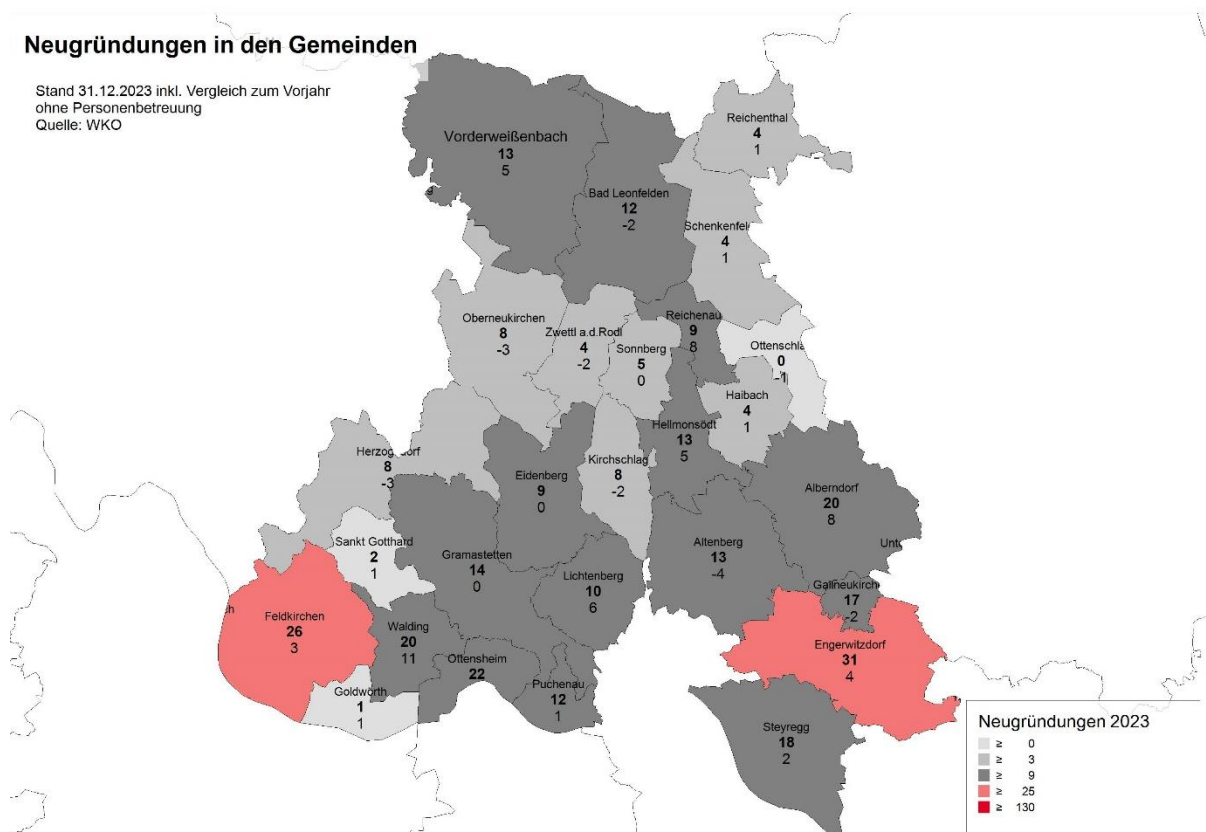 Neugründungen in den Gemeinden
Stand 31.12.2023 inkl. Vergleich zum Vorjahr
ohne Personenbetreuung
Quelle: WKO
Reichenthal
4
1
Vorderweißenbach
13
5
Bad Leonfelden
12
-2
Schenkenfel
4
1
Oberneukirchen
8
-3
Zwettl a.d.Rodl
4
-2
Sonnberg
5
0
Reichenau
9
8
Ottenschla
0
-1
Haibach
4
1
Hellmonsödt
13
5
Herzog dorf
8
-3
Eidenberg
9
0
Kirchschlag
8
-2
Alberndorf
20
8
Unt
Sankt Gotthard
2
1
Gramastetten
14
0
Lichtenberg
10
6
Altenberg
13
-4
Gallneukirch
17
-2
Feldkirchen
26
3
Walding
20
11
Ottensheim
22
Puchenau
12
1
Engerwitzdorf
31
4
Goldwörth
1
1
Steyregg
18
2
Neugründungen 2023
≥ 0
≥ 3
≥ 9
≥ 25
≥ 130